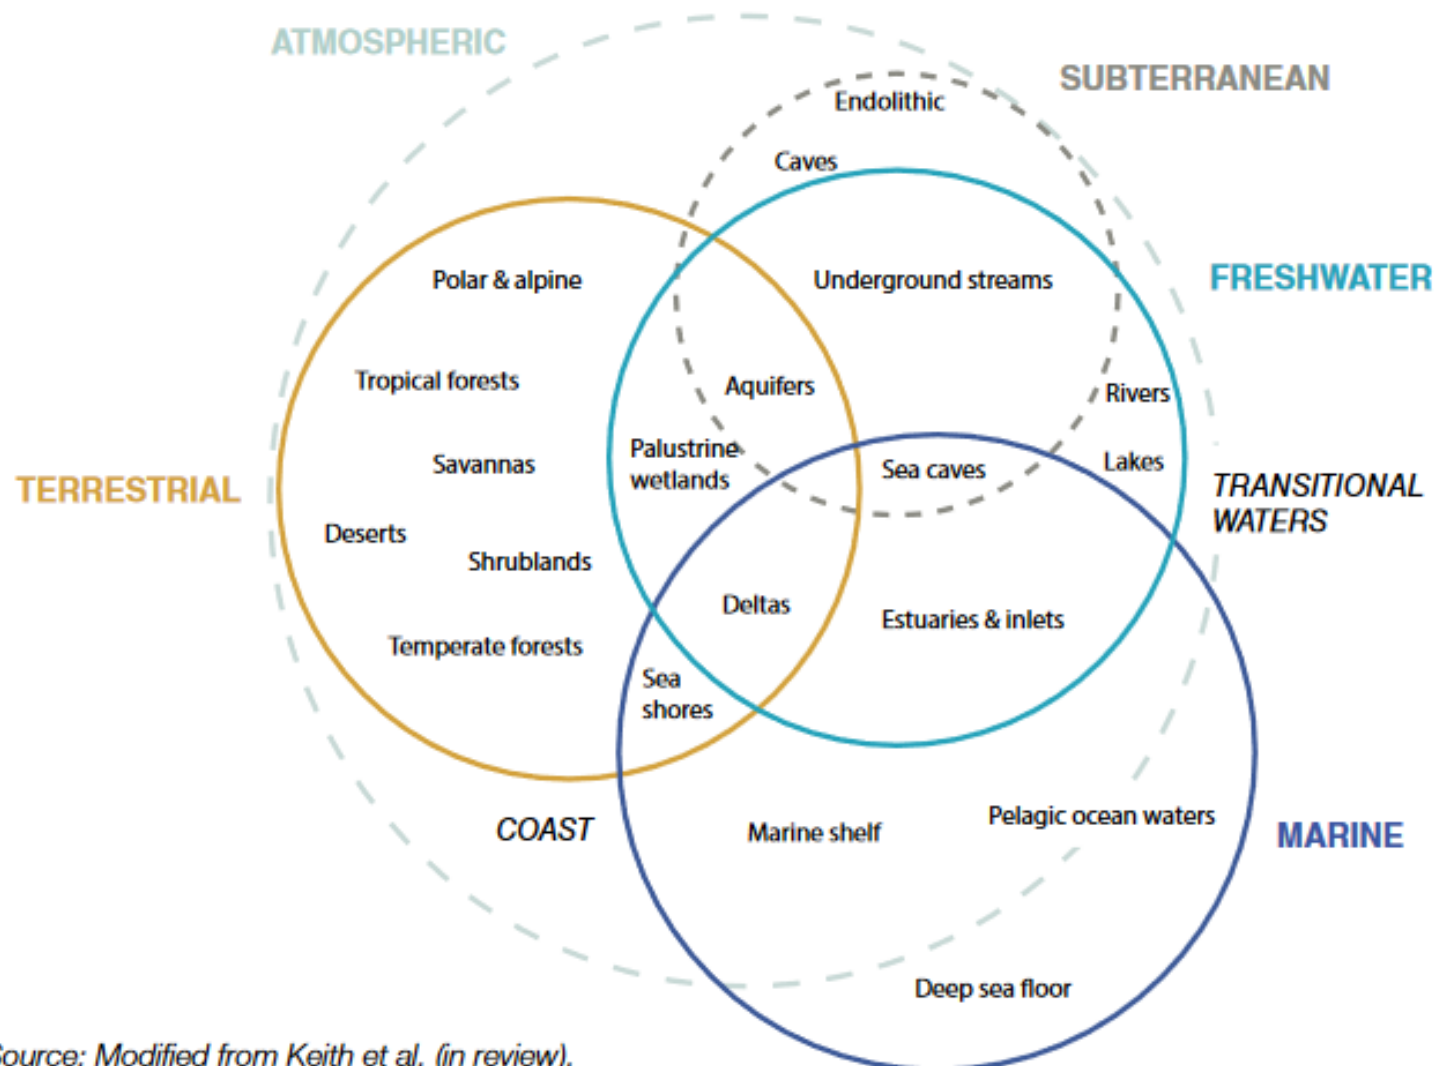 ATMOSPHERIC
SUBTERRANEAN
Endolithic
Caves
Polar & alpine
Underground streams
FRESHWATER
Tropical forests
Aquifers
Rivers
Palustrine
wetlands
Savannas
Sea caves
Lakes
TERRESTRIAL
TRANSITIONAL
WATERS
Deserts
Shrublands
Deltas
Estuaries & inlets
Temperate forests
Sea
shores
COAST
Marine shelf
Pelagic ocean waters
MARINE
Deep sea floor
Source: Modified from Keith et al. (in review).